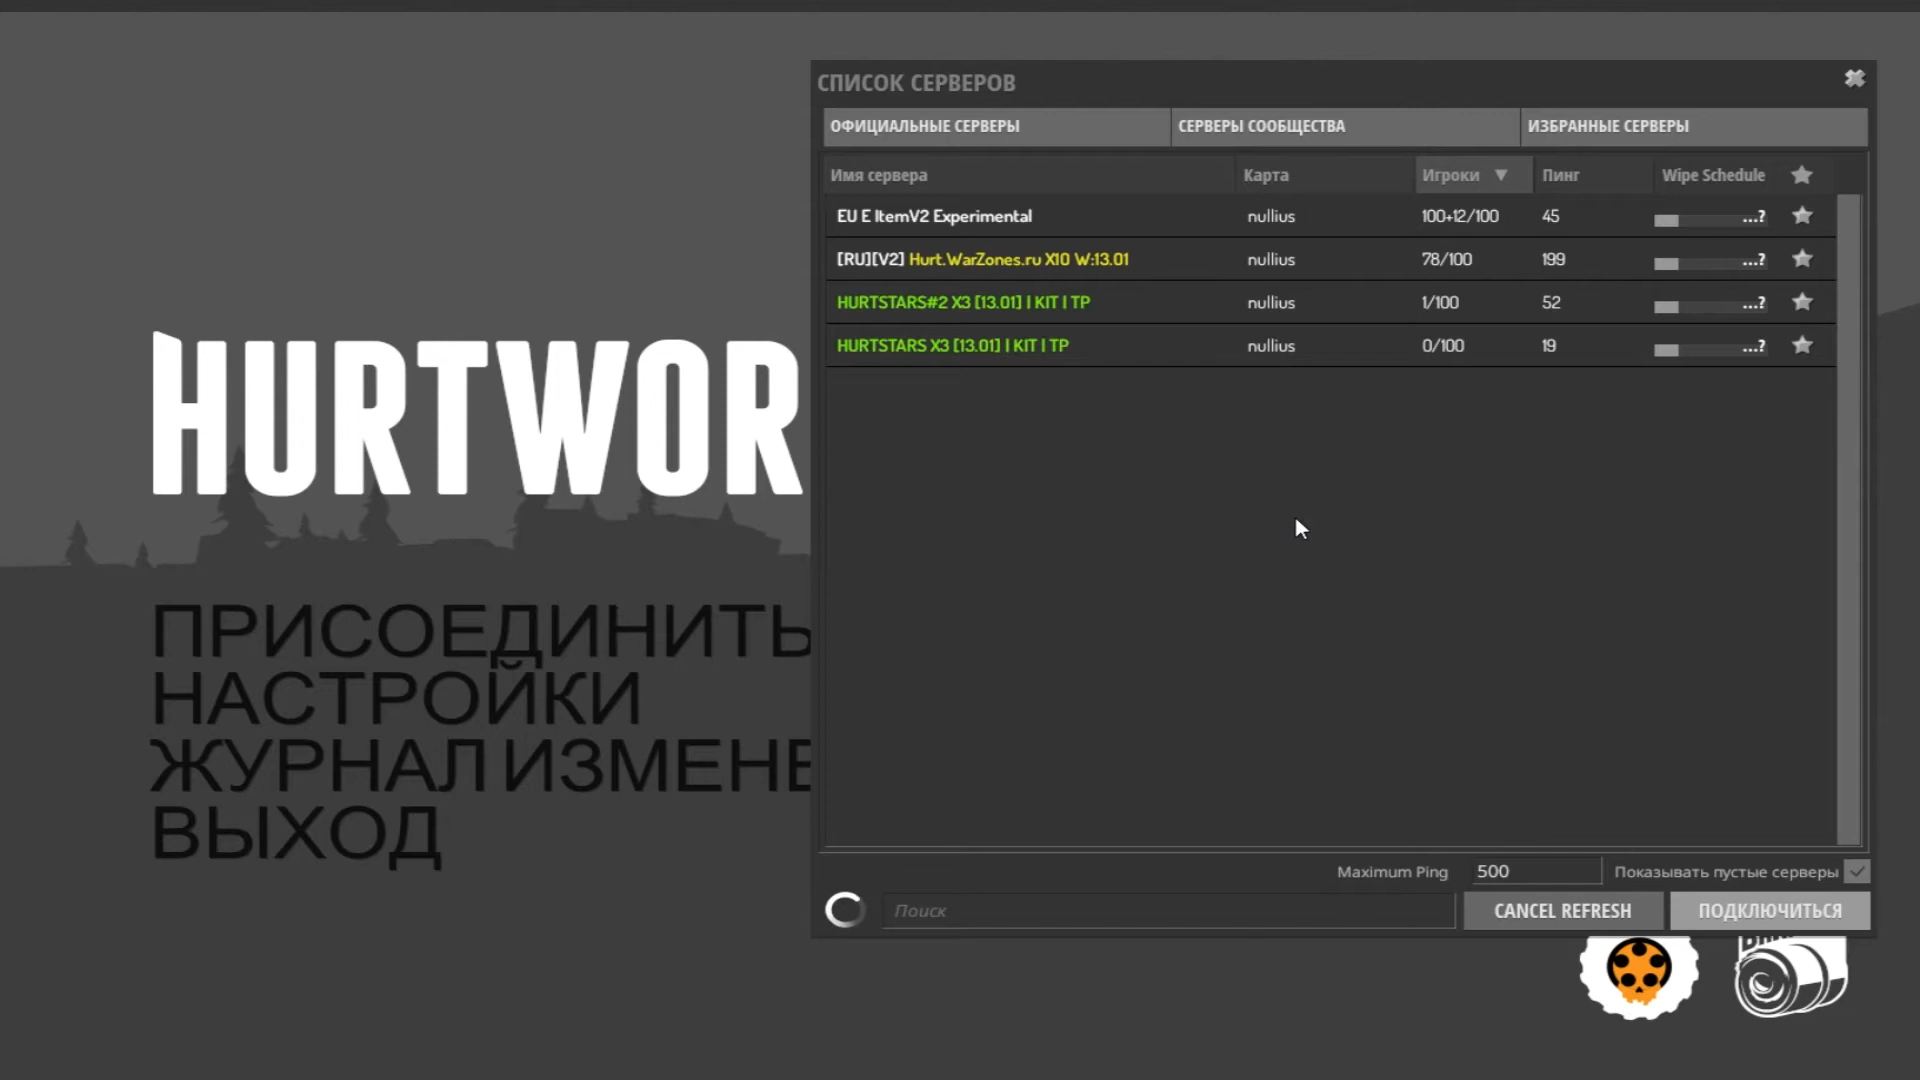 СПИСОК СЕРВЕРОВ
ОФИЦИАЛЬНЫЕ СЕРВЕРЫ
СЕРВЕРЫ СООБЩЕСТВА
ИЗБРАННЫЕ СЕРВЕРЫ
Имя сервера Карта Игроки ▼ Пинг Wipe Schedule
EU E ItemV2 Experimental nullius 100+12/100 45 ...?
[RU][V2] Hurt.WarZones.ru X10 W:13.01 nullius 78/100 199 ...?
HURTSTARS#2 X3 [13.01] | KIT | TP nullius 1/100 52 ...?
HURTSTARS X3 [13.01] | KIT | TP nullius 0/100 19 ...?
HURTWOR
ПРИСОЕДИНИТЬ
НАСТРОЙКИ
ЖУРНАЛ ИЗМЕНЕ
ВЫХОД
Maximum Ping 500 Показывать пустые серверы
Поиск
CANCEL REFRESH
ПОДКЛЮЧИТЬСЯ